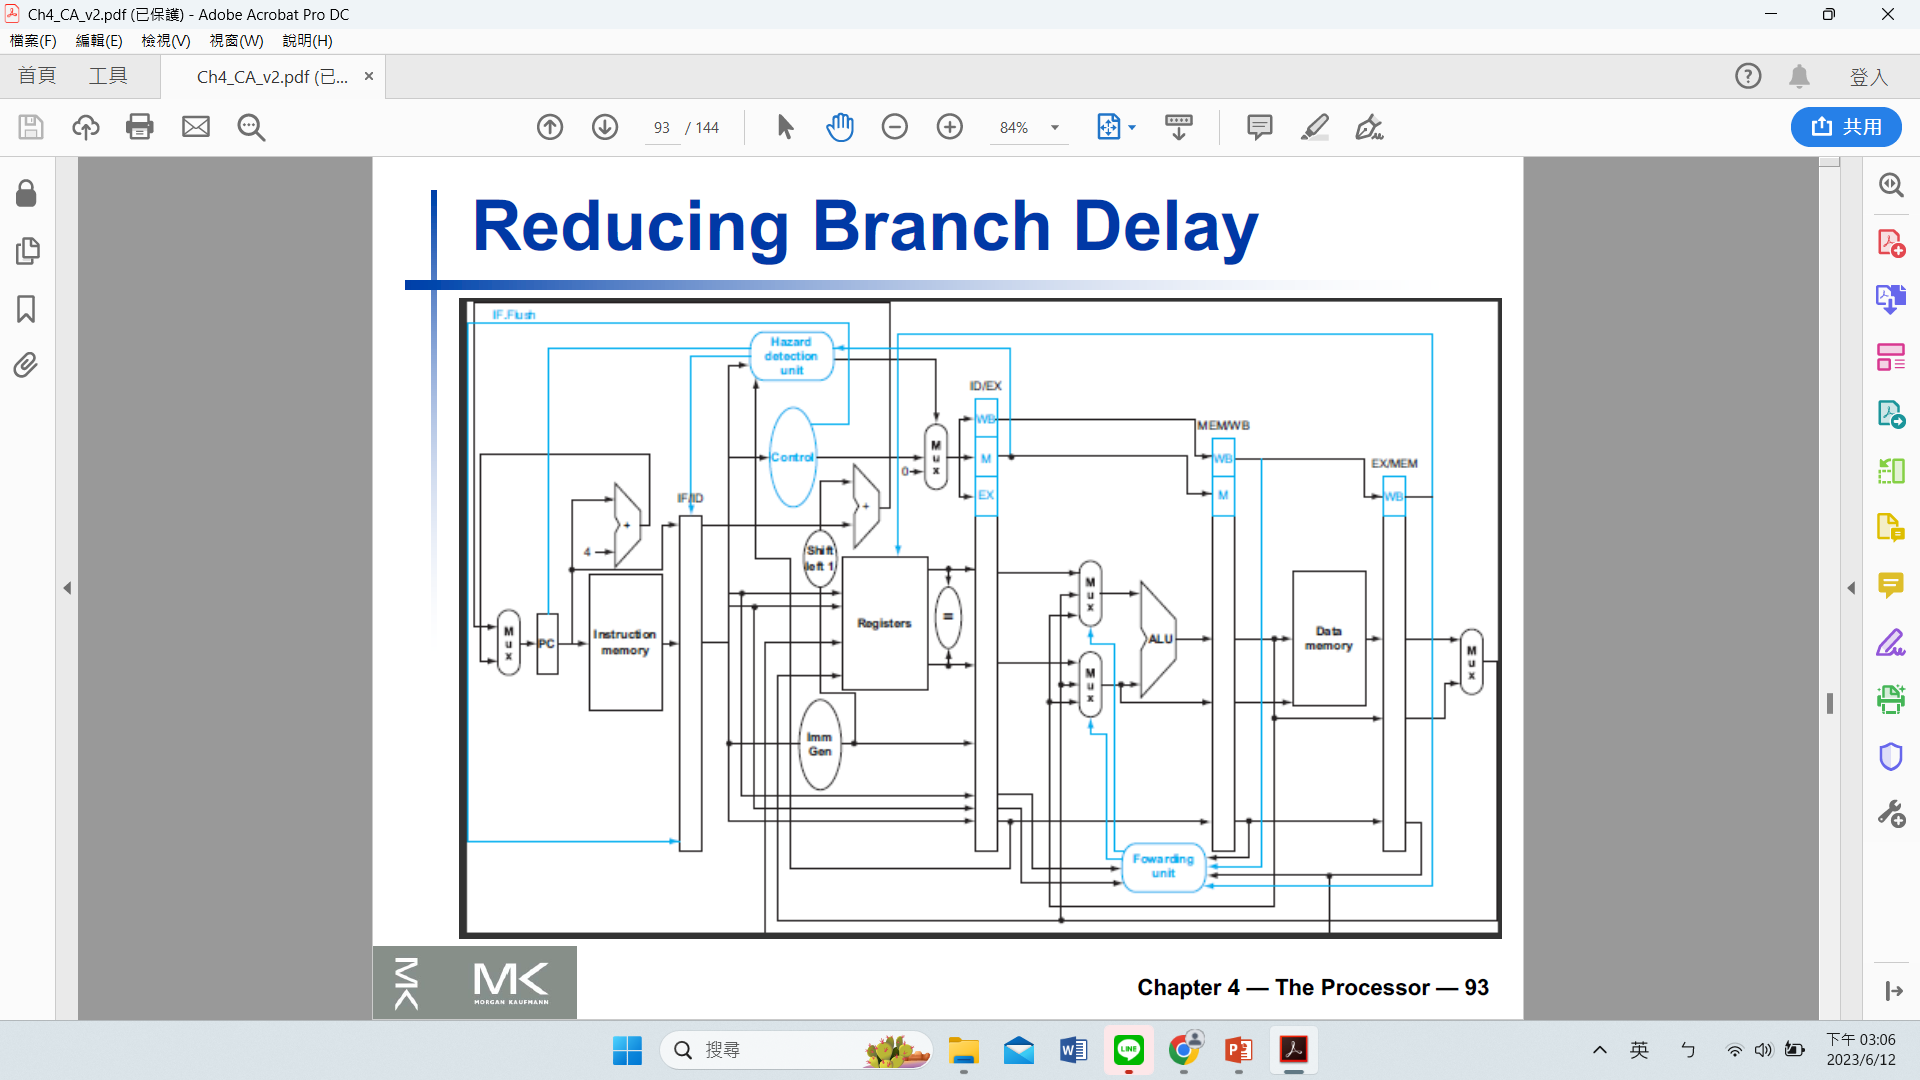 Ch4_CA_v2.pdf (已保護) - Adobe Acrobat Pro DC
檔案(F) 編輯(E) 檢視(V) 視窗(W) 說明(H)
首頁 工具 Ch4_CA_v2.pdf (已... × 登入
93 / 144 84% 共用
Reducing Branch Delay
IF.Flush
Hazard
detection
unit
ID/EX
WB
MEM/WB
Control
M
u
x
0
M
WB
EX/MEM
EX
M
WB
IF/ID
+
+
4
Shift
left 1
M
u
x
PC
Instruction
memory
Registers
=
M
u
x
M
u
x
ALU
Data
memory
M
u
x
Imm
Gen
Fowarding
unit
MK
MK
MORGAN KAUFMANN
Chapter 4 — The Processor — 93
搜尋
LINE
英 ㄅ
下午 03:06
2023/6/12